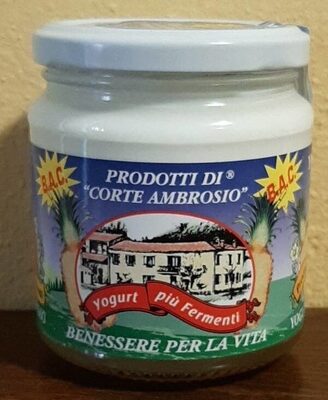 B.A.C.
PRODOTTI DI ®
"CORTE AMBROSIO"
B.A.C.
Yogurt più Fermenti
BENESSERE PER LA VITA